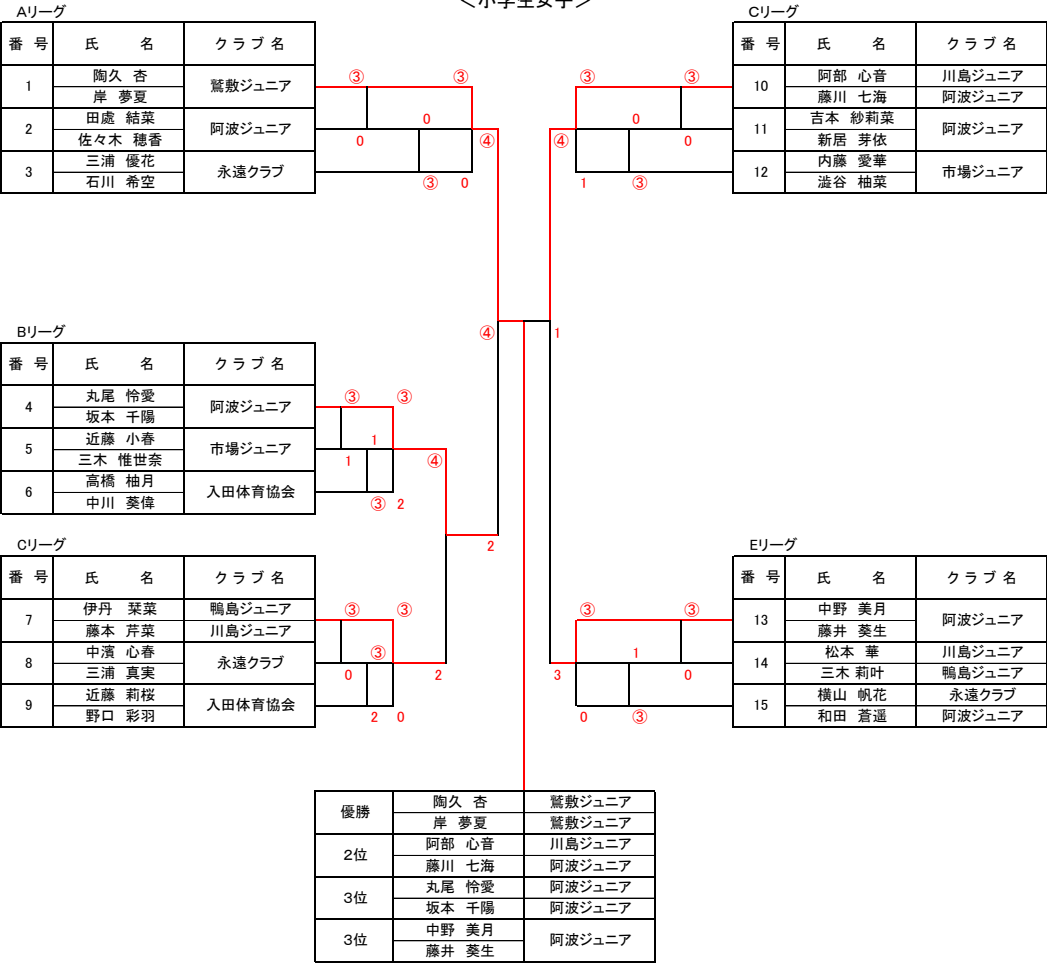 ＜小学生女子＞
Aリーグ
番 号 氏 名 クラブ名
1 陶久 杏 鷲敷ジュニア
岸 夢夏
2 田處 結菜 阿波ジュニア
佐々木 穂香
3 三浦 優花 永遠クラブ
石川 希空
③ ③
0
0 ④
③ 0
Cリーグ
番 号 氏 名 クラブ名
10 阿部 心音 川島ジュニア
藤川 七海 阿波ジュニア
11 吉本 紗莉菜 阿波ジュニア
新居 芽依
12 内藤 愛華 市場ジュニア
澁谷 柚菜
③ ③
0
④ 0
1 ③
④ 1
Bリーグ
番 号 氏 名 クラブ名
4 丸尾 怜愛 阿波ジュニア
坂本 千陽
5 近藤 小春 市場ジュニア
三木 惟世奈
6 高橋 柚月 入田体育協会
中川 葵偉
③ ③
1
1 ④
③ 2
2
Cリーグ
番 号 氏 名 クラブ名
7 伊丹 栞菜 鴨島ジュニア
藤本 芹菜 川島ジュニア
8 中濱 心春 永遠クラブ
三浦 真実
9 近藤 莉桜 入田体育協会
野口 彩羽
③ ③
③
0 2
2 0
Eリーグ
番 号 氏 名 クラブ名
13 中野 美月 阿波ジュニア
藤井 葵生
14 松本 華 川島ジュニア
三木 莉叶 鴨島ジュニア
15 横山 帆花 永遠クラブ
和田 蒼遥 阿波ジュニア
③ ③
1
3 0
0 ③
優勝 陶久 杏 鷲敷ジュニア
岸 夢夏 鷲敷ジュニア
2位 阿部 心音 川島ジュニア
藤川 七海 阿波ジュニア
3位 丸尾 怜愛 阿波ジュニア
坂本 千陽 阿波ジュニア
3位 中野 美月 阿波ジュニア
藤井 葵生